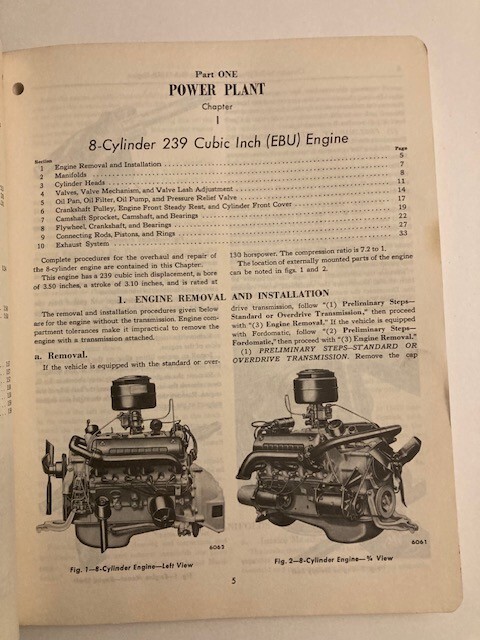 Part ONE
POWER PLANT
Chapter
I
8-Cylinder 239 Cubic Inch (EBU) Engine
Section Page
1 Engine Removal and Installation 5
2 Manifolds 7
3 Cylinder Heads 8
4 Valves, Valve Mechanism, and Valve Lash Adjustment 11
5 Oil Pan, Oil Filter, Oil Pump, and Pressure Relief Valve 14
6 Crankshaft Pulley, Engine Front Steady Rest, and Cylinder Front Cover 17
7 Camshaft Sprocket, Camshaft, and Bearings 19
8 Flywheel, Crankshaft, and Bearings 22
9 Connecting Rods, Pistons, and Rings 27
10 Exhaust System 33
Complete procedures for the overhaul and repair of
the 8-cylinder engine are contained in this Chapter.
This engine has a 239 cubic inch displacement, a bore
of 3.50 inches, a stroke of 3.10 inches, and is rated at
130 horspower. The compression ratio is 7.2 to 1.
The location of externally mounted parts of the engine
can be noted in figs. 1 and 2.
1. ENGINE REMOVAL AND INSTALLATION
The removal and installation procedures given below
are for the engine without the transmission. Engine com-
partment tolerances make it impractical to remove the
engine with a transmission attached.
a. Removal.
If the vehicle is equipped with the standard or over-
drive transmission, follow "(1) Preliminary Steps—
Standard or Overdrive Transmission," then proceed
with "(3) Engine Removal." If the vehicle is equipped
with Fordomatic, follow "(2) Preliminary Steps—
Fordomatic," then proceed with "(3) Engine Removal."
(1) PRELIMINARY STEPS—STANDARD OR
OVERDRIVE TRANSMISSION. Remove the cap
6062
Fig. 1—8-Cylinder Engine—Left View
6061
Fig. 2—8-Cylinder Engine—¾ View
5